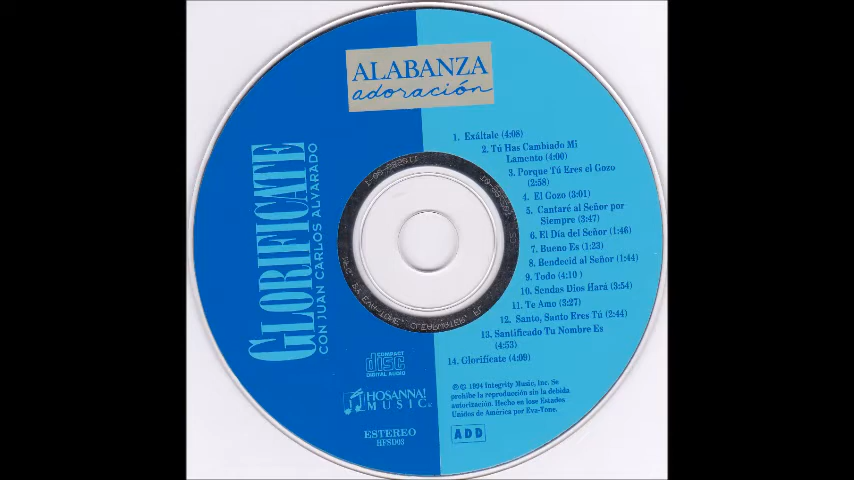 ALABANZA
adoración
GLORIFICATE
CON JUAN CARLOS ALVARADO
1. Exáltale (4:08)
2. Tú Has Cambiado Mi
Lamento (4:00)
3. Porque Tú Eres el Gozo
(2:58)
4. El Gozo (3:01)
5. Cantaré al Señor por
Siempre (3:47)
6. El Día del Señor (1:46)
7. Bueno Es (1:23)
8. Bendecid al Señor (1:44)
9. Todo (4:10 )
10. Sendas Dios Hará (3:54)
11. Te Amo (3:27)
12. Santo, Santo Eres Tú (2:44)
13. Santificado Tu Nombre Es
(4:53)
14. Glorifícate (4:09)
COMPACT
disc
DIGITAL AUDIO
HOSANNA!
MUSIC
ESTEREO
HFSD03
℗© 1994 Integrity Music, Inc. Se
prohíbe la reproducción sin la debida
autorización. Hecho en lose Estados
Unidos de América por Eva-Tone.
ADD